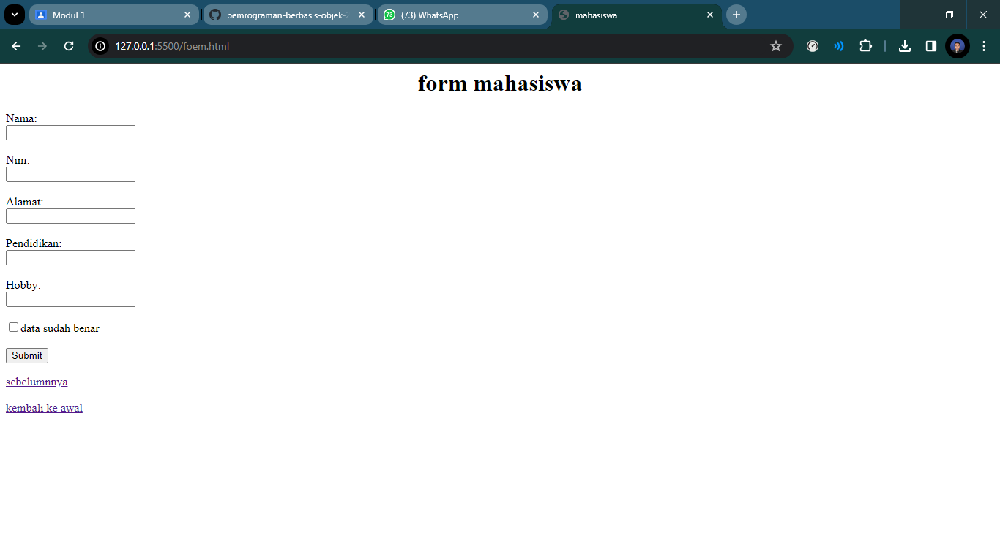 Modul 1
pemrograman-berbasis-objek-2
73
(73) WhatsApp
mahasiswa
127.0.0.1:5500/foem.html
form mahasiswa
Nama:
Nim:
Alamat:
Pendidikan:
Hobby:
data sudah benar
Submit
sebelumnnya
kembali ke awal